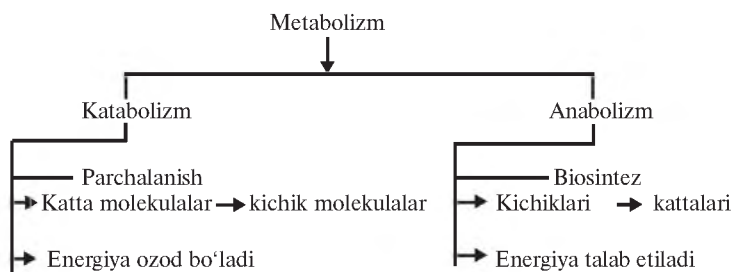 Metabolizm
Katabolizm Anabolizm
Parchalanish Biosintez
Katta molekulalar → kichik molekulalar Kichiklari → kattalari
Energiya ozod bo‘ladi Energiya talab etiladi